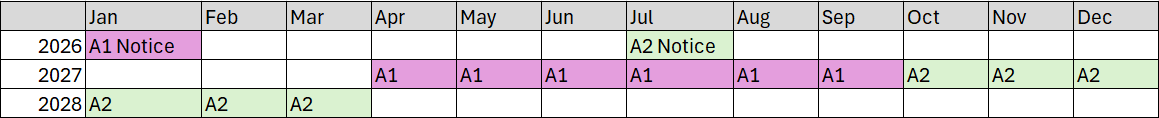 Jan Feb Mar Apr May Jun Jul Aug Sep Oct Nov Dec
2026 A1 Notice A2 Notice
2027 A1 A1 A1 A1 A1 A1 A2 A2 A2
2028 A2 A2 A2